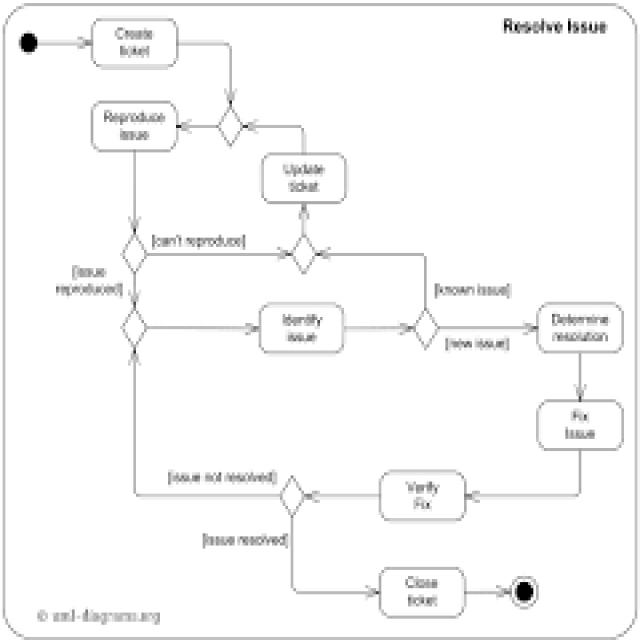 Resolve Issue
Create
ticket
Reproduce
issue
Update
ticket
[can't reproduce]
[issue
reproduced]
[known issue]
Identify
issue
Determine
resolution
[new issue]
Fix
Issue
[issue not resolved]
Verify
Fix
[issue resolved]
Close
ticket
© uml-diagrams.org